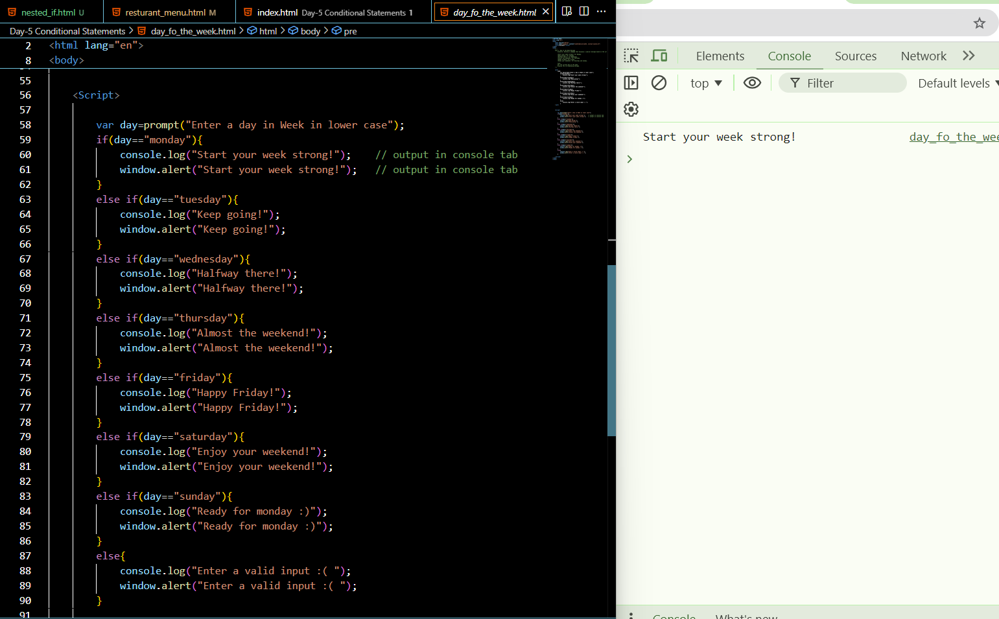 nested_if.html U
resturant_menu.html M
index.html Day-5 Conditional Statements 1
day_fo_the_week.html
Day-5 Conditional Statements > day_fo_the_week.html > html > body > pre
2 <html lang="en">
8 <body>
55
56 <Script>
57
58 var day=prompt("Enter a day in Week in lower case");
59 if(day=="monday"){
60 console.log("Start your week strong!"); // output in console tab
61 window.alert("Start your week strong!"); // output in console tab
62 }
63 else if(day=="tuesday"){
64 console.log("Keep going!");
65 window.alert("Keep going!");
66 }
67 else if(day=="wednesday"){
68 console.log("Halfway there!");
69 window.alert("Halfway there!");
70 }
71 else if(day=="thursday"){
72 console.log("Almost the weekend!");
73 window.alert("Almost the weekend!");
74 }
75 else if(day=="friday"){
76 console.log("Happy Friday!");
77 window.alert("Happy Friday!");
78 }
79 else if(day=="saturday"){
80 console.log("Enjoy your weekend!");
81 window.alert("Enjoy your weekend!");
82 }
83 else if(day=="sunday"){
84 console.log("Ready for monday :)");
85 window.alert("Ready for monday :)");
86 }
87 else{
88 console.log("Enter a valid input :( ");
89 window.alert("Enter a valid input :( ");
90 }
91
Elements Console Sources Network
top Filter Default levels
Start your week strong! day_fo_the_wee
>
Console What's new